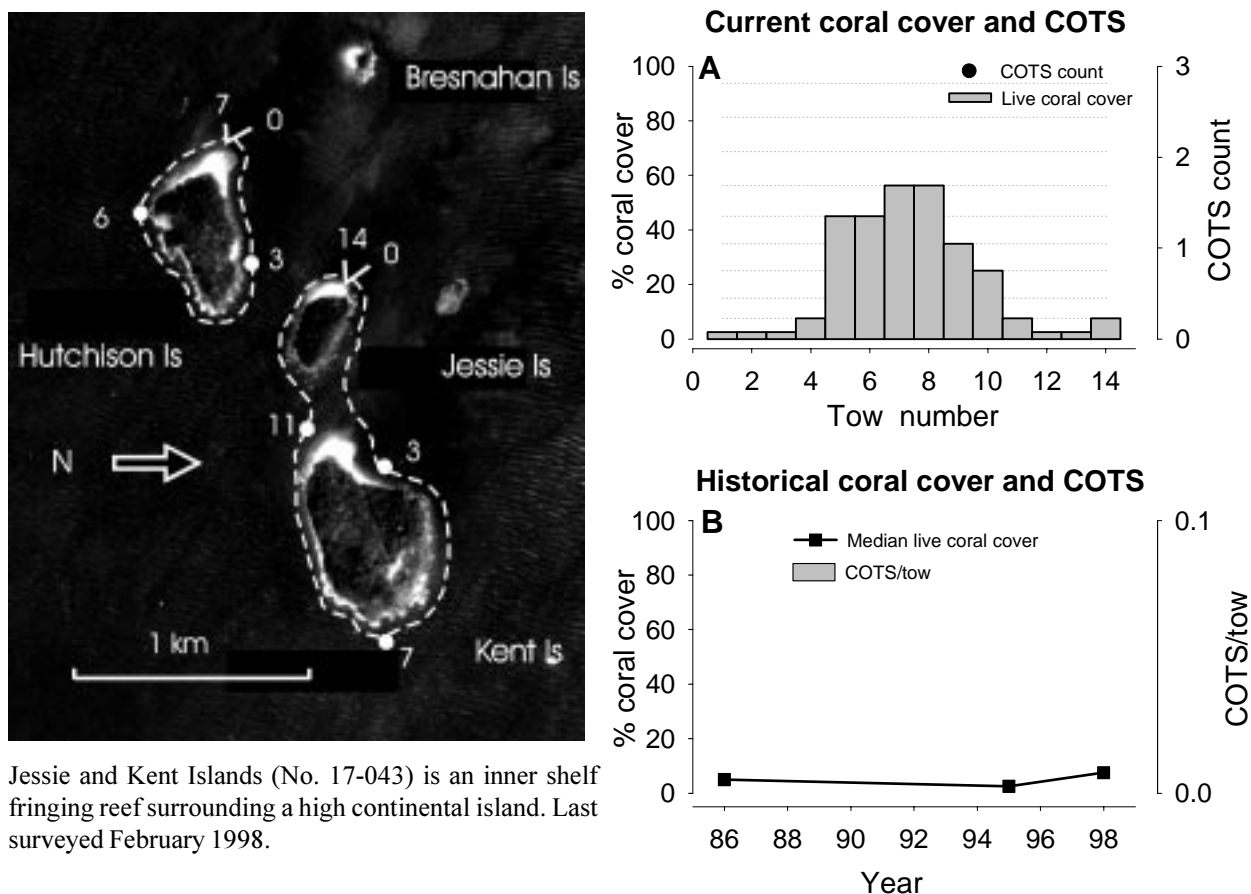 Bresnahan Is
7
0
6
3
14
0
Hutchlson Is
Jessie Is
11
3
N
1 km
Kent Is
7
Jessie and Kent Islands (No. 17-043) is an inner shelf
fringing reef surrounding a high continental island. Last
surveyed February 1998.
Current coral cover and COTS
A
COTS count
Live coral cover
% coral cover
100
80
60
40
20
0
COTS count
3
2
1
0
0 2 4 6 8 10 12 14
Tow number
Historical coral cover and COTS
B
Median live coral cover
COTS/tow
% coral cover
100
80
60
40
20
0
COTS/tow
0.1
0.0
86 88 90 92 94 96 98
Year